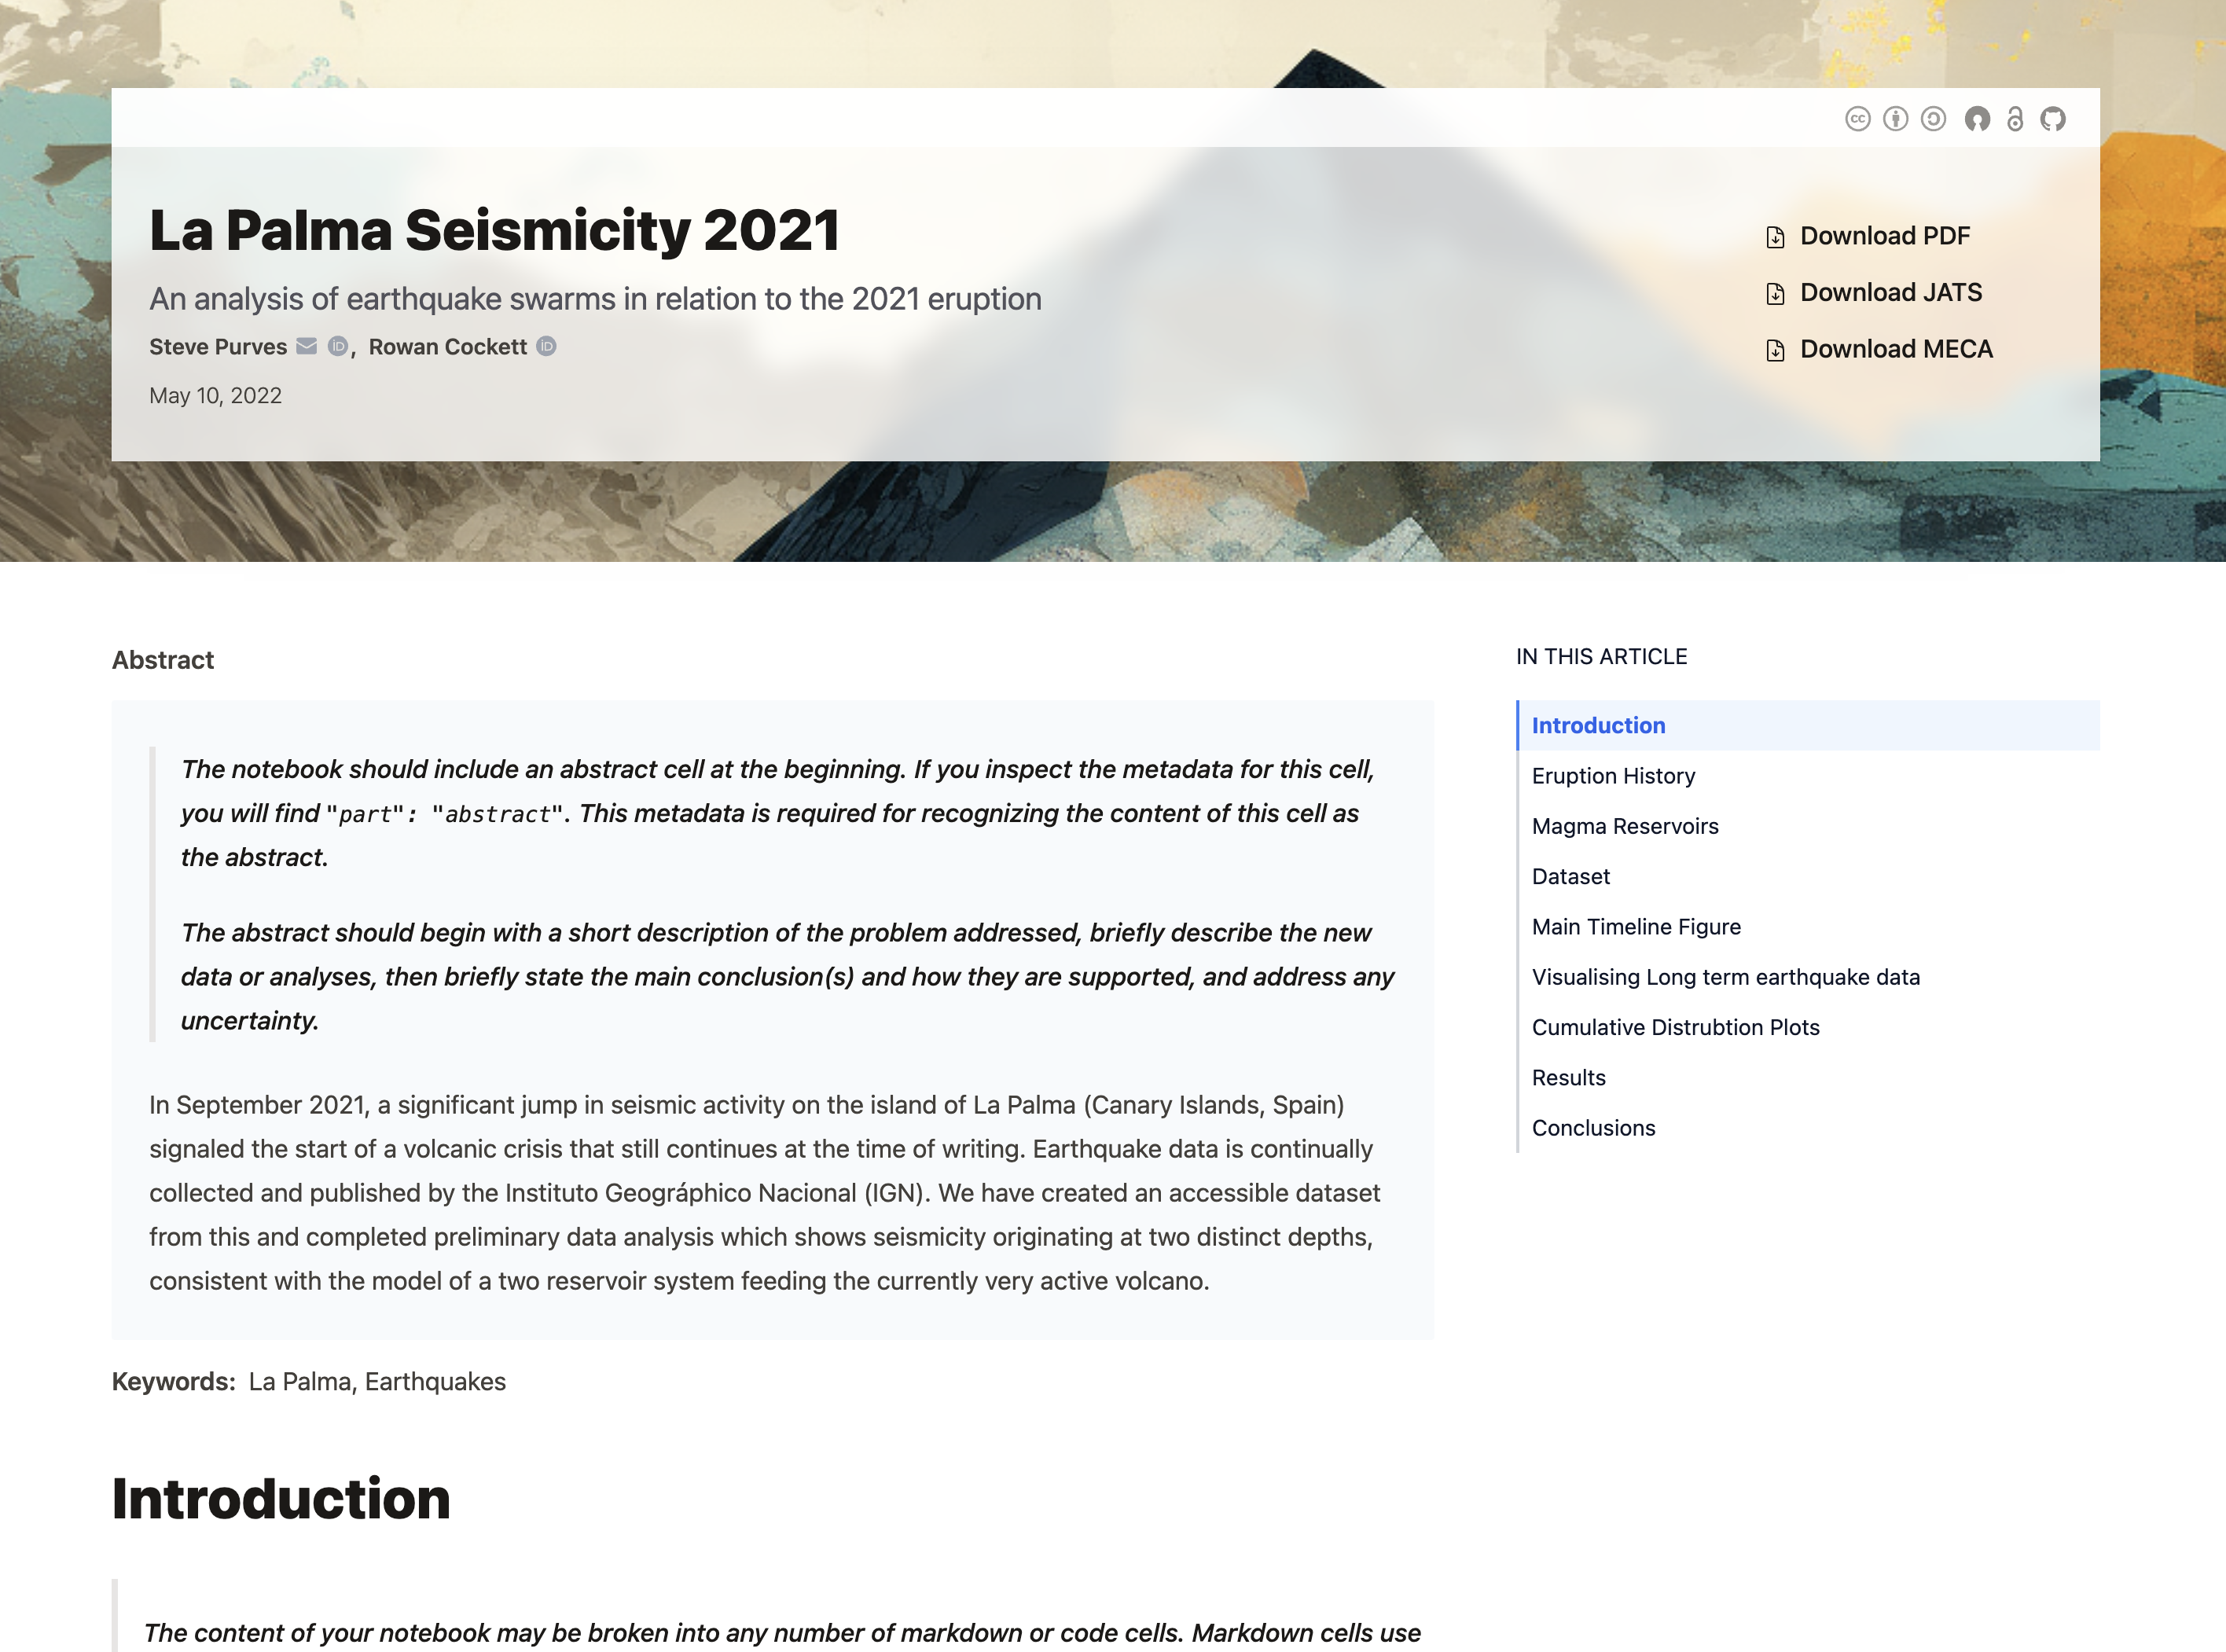 La Palma Seismicity 2021
An analysis of earthquake swarms in relation to the 2021 eruption
Steve Purves iD, Rowan Cockett iD
May 10, 2022
cc
Download PDF
Download JATS
Download MECA
Abstract
The notebook should include an abstract cell at the beginning. If you inspect the metadata for this cell,
you will find "part": "abstract". This metadata is required for recognizing the content of this cell as
the abstract.
The abstract should begin with a short description of the problem addressed, briefly describe the new
data or analyses, then briefly state the main conclusion(s) and how they are supported, and address any
uncertainty.
In September 2021, a significant jump in seismic activity on the island of La Palma (Canary Islands, Spain)
signaled the start of a volcanic crisis that still continues at the time of writing. Earthquake data is continually
collected and published by the Instituto Geográphico Nacional (IGN). We have created an accessible dataset
from this and completed preliminary data analysis which shows seismicity originating at two distinct depths,
consistent with the model of a two reservoir system feeding the currently very active volcano.
Keywords: La Palma, Earthquakes
Introduction
The content of your notebook may be broken into any number of markdown or code cells. Markdown cells use
IN THIS ARTICLE
Introduction
Eruption History
Magma Reservoirs
Dataset
Main Timeline Figure
Visualising Long term earthquake data
Cumulative Distrubtion Plots
Results
Conclusions